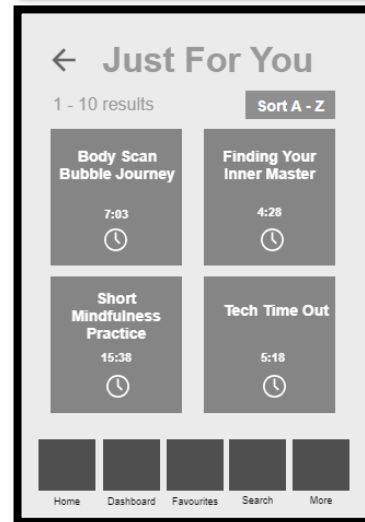 Just For You
1 - 10 results
Sort A - Z
Body Scan
Bubble Journey
7:03
Finding Your
Inner Master
4:28
Short
Mindfulness
Practice
15:38
Tech Time Out
5:18
Home
Dashboard
Favourites
Search
More